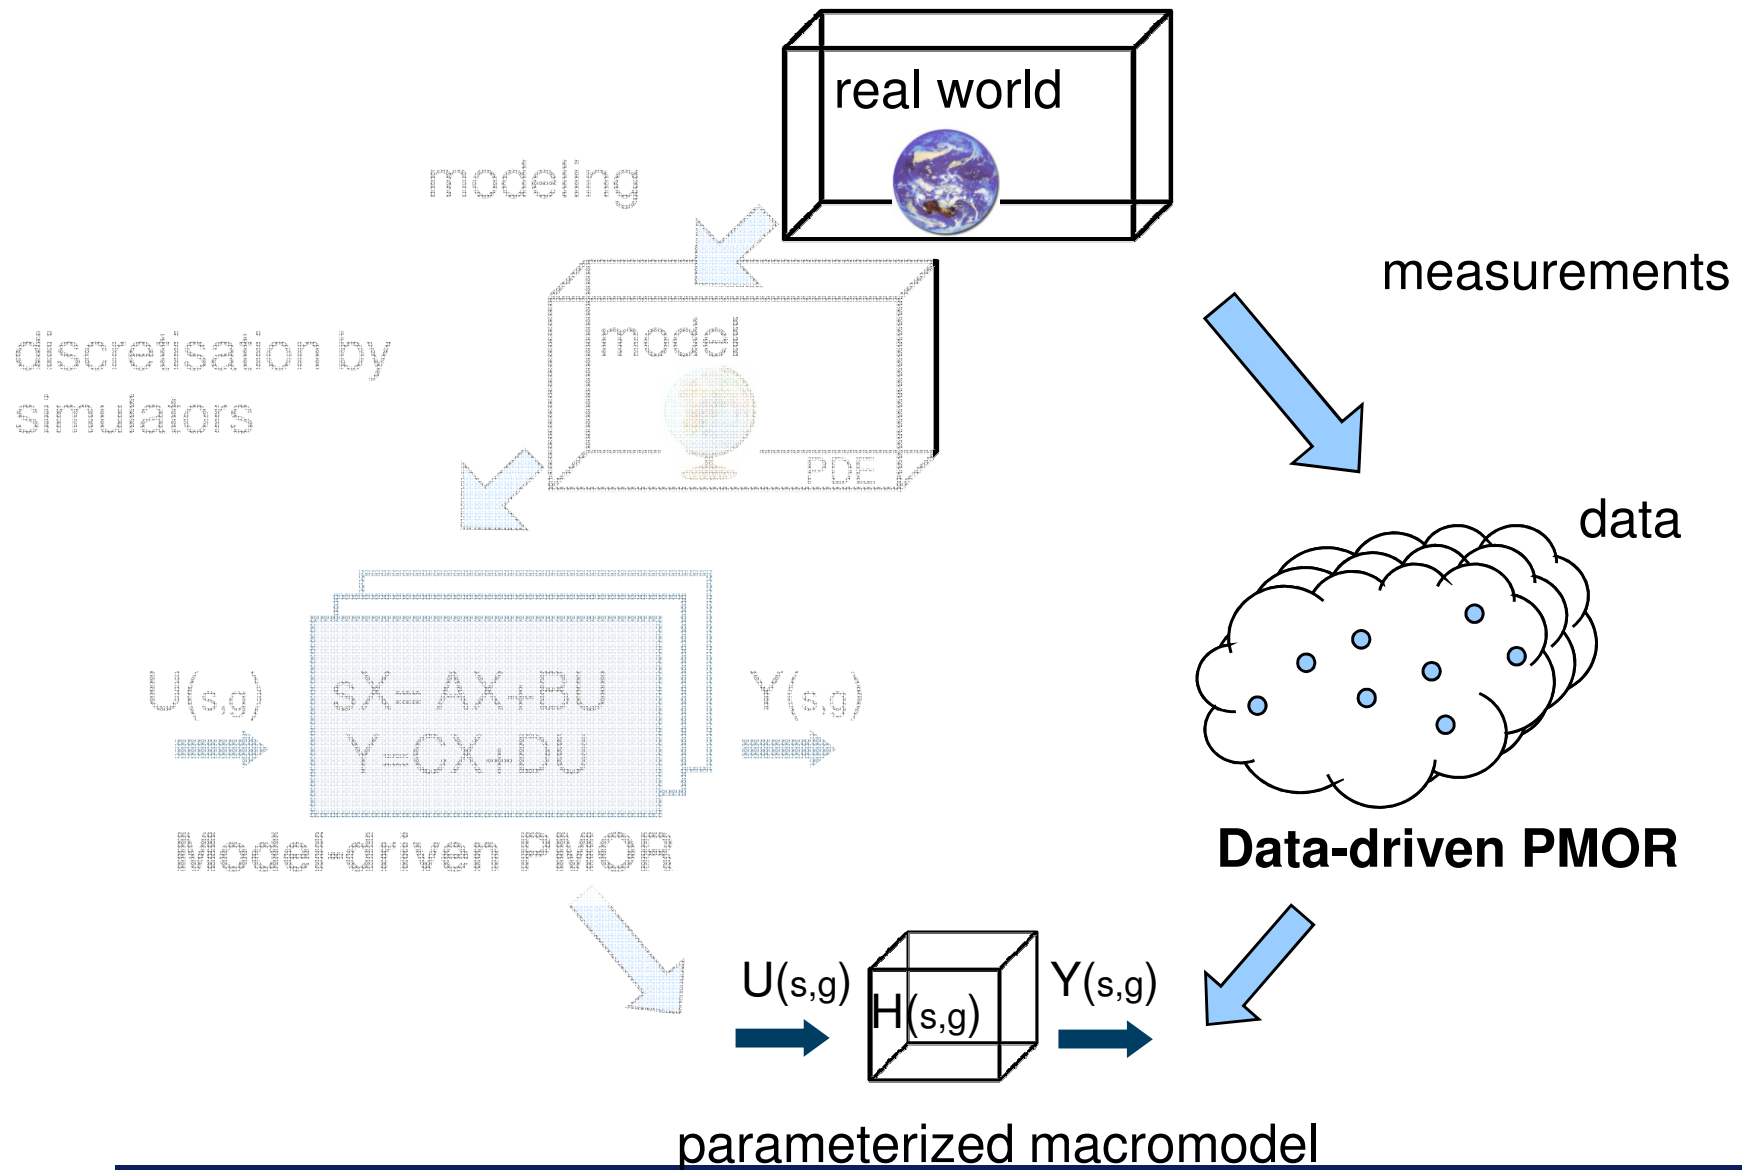 real world
modeling
measurements
discretisation by
simulators
model
PDE
data
U(s,g)
sX=AX+BU
Y=CX+DU
Y(s,g)
Model-driven PMOR
Data-driven PMOR
U(s,g)
H(s,g)
Y(s,g)
parameterized macromodel